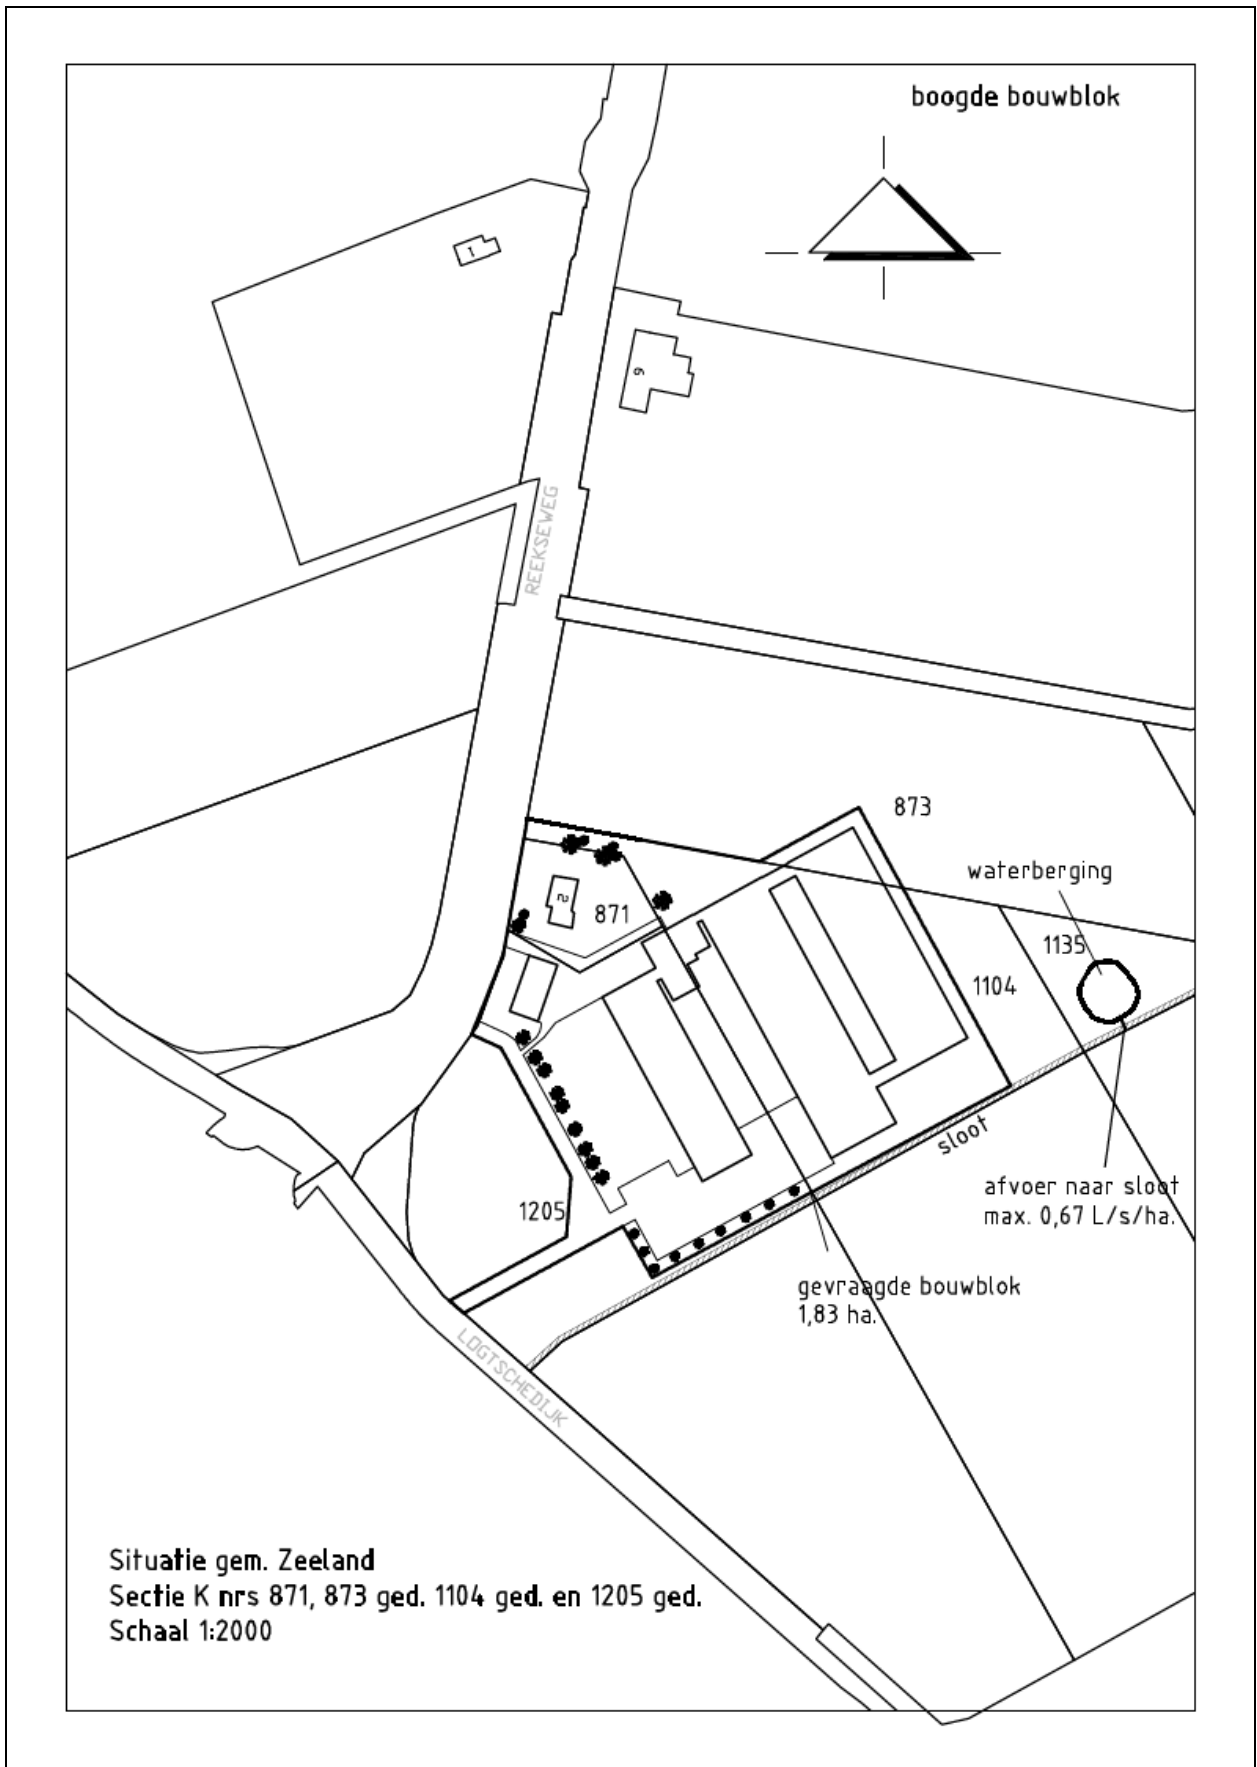 boogde bouwblok
1
9
REEKSEWEG
873
waterberging
2
871
1135
1104
sloot
afvoer naar sloot
max. 0,67 L/s/ha.
1205
gevraagde bouwblok
1,83 ha.
LOGTSCHEDIJK
Situatie gem. Zeeland
Sectie K nrs 871, 873 ged. 1104 ged. en 1205 ged.
Schaal 1:2000